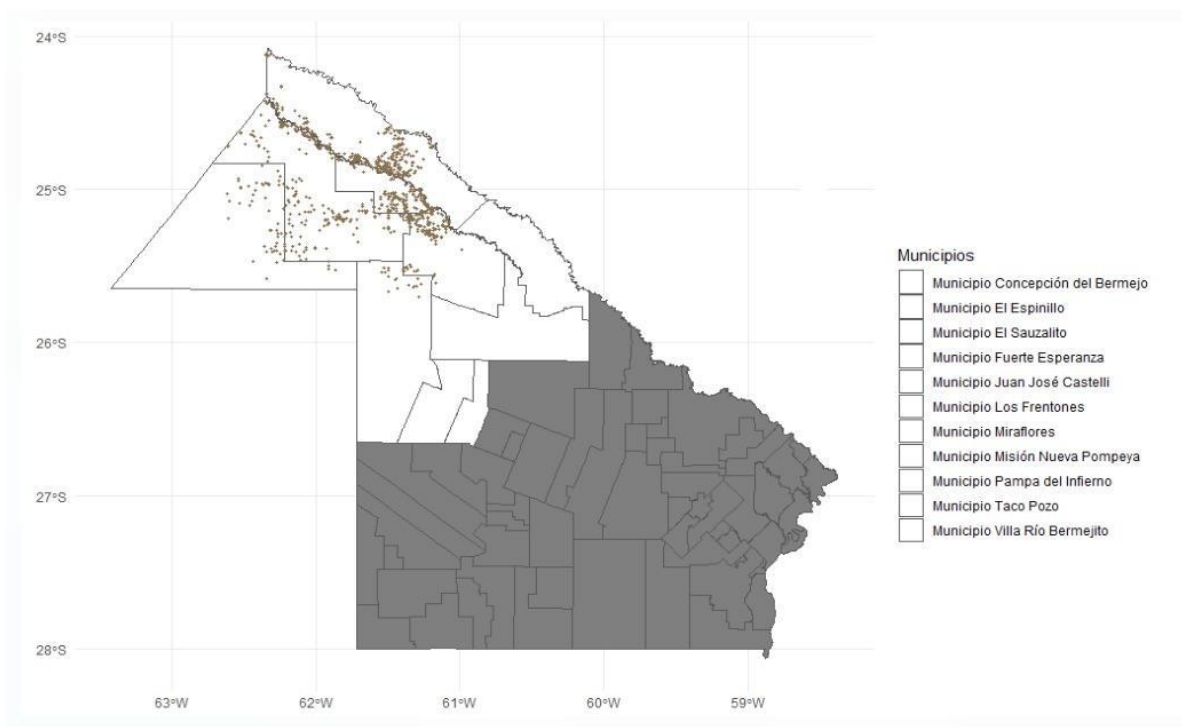 24°S
25°S
26°S
27°S
28°S
63°W
62°W
61°W
60°W
59°W
Municipios
Municipio Concepción del Bermejo
Municipio El Espinillo
Municipio El Sauzalito
Municipio Fuerte Esperanza
Municipio Juan José Castelli
Municipio Los Frentones
Municipio Miraflores
Municipio Misión Nueva Pompeya
Municipio Pampa del Infierno
Municipio Taco Pozo
Municipio Villa Río Bermejito